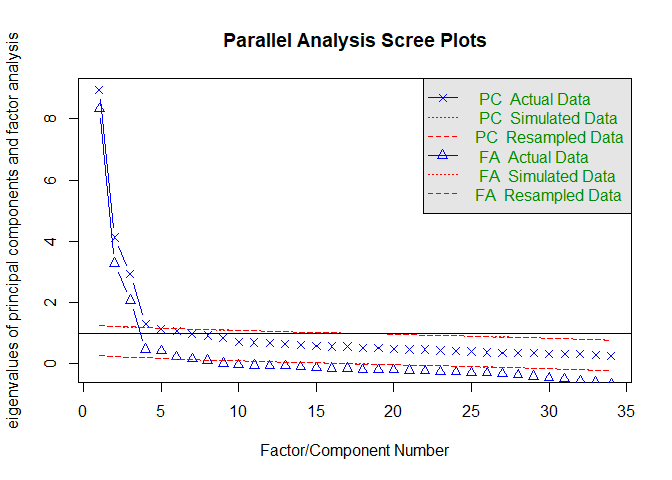 Parallel Analysis Scree Plots
eigenvalues of principal components and factor analysis
8
6
4
2
0
PC Actual Data
PC Simulated Data
PC Resampled Data
FA Actual Data
FA Simulated Data
FA Resampled Data
0 5 10 15 20 25 30 35
Factor/Component Number